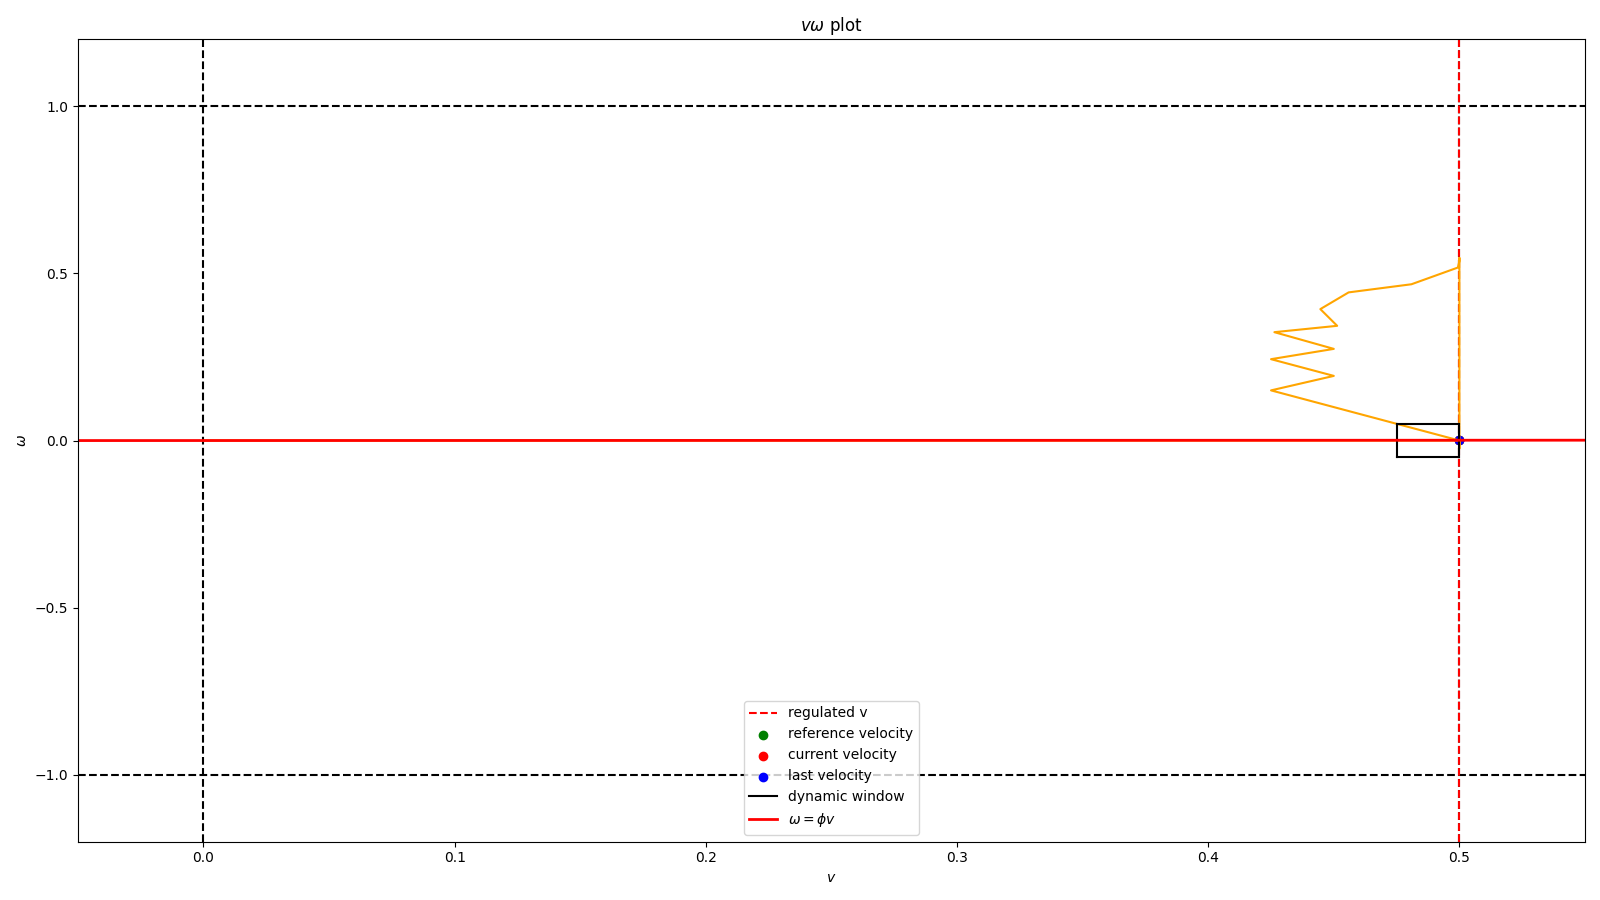 vω plot
1.0
0.5
0.0
−0.5
−1.0
ω
regulated v
reference velocity
current velocity
last velocity
dynamic window
ω = ϕv
0.0 0.1 0.2 0.3 0.4 0.5
v